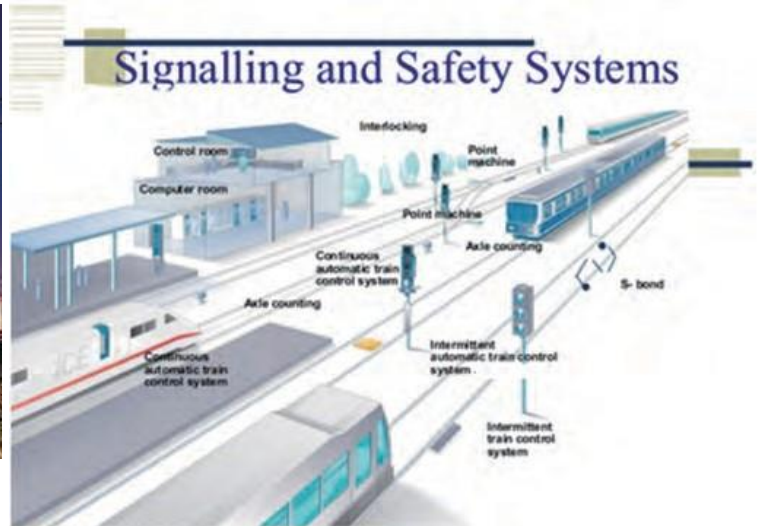 Signalling and Safety Systems
Interlocking
Control room
Point
machine
Computer room
Point machine
Axle counting
Continuous
automatic train
control system
S- bond
Axle counting
Intermittent
automatic train control
system .
Continuous
automatic train
control system
Intermittent
train control
system
ICE